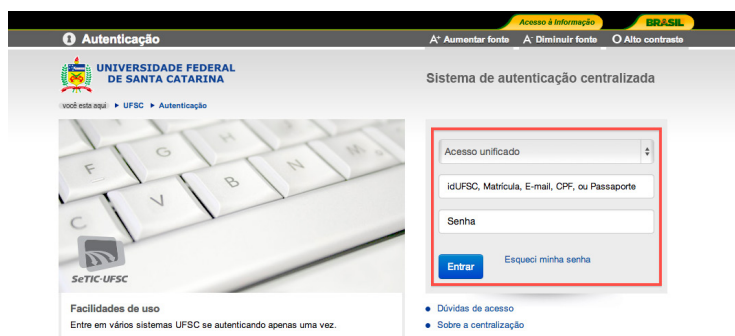 Acesso à Informação
BRASIL
Autenticação
A+ Aumentar fonte A- Diminuir fonte Alto contraste
UNIVERSIDADE FEDERAL
DE SANTA CATARINA
Sistema de autenticação centralizada
você esta aqui UFSC Autenticação
F G H N M
C V B
SeTIC-UFSC
Acesso unificado
idUFSC, Matrícula, E-mail, CPF, ou Passaporte
Senha
Entrar Esqueci minha senha
Facilidades de uso
Entre em vários sistemas UFSC se autenticando apenas uma vez.
Dúvidas de acesso
Sobre a centralização